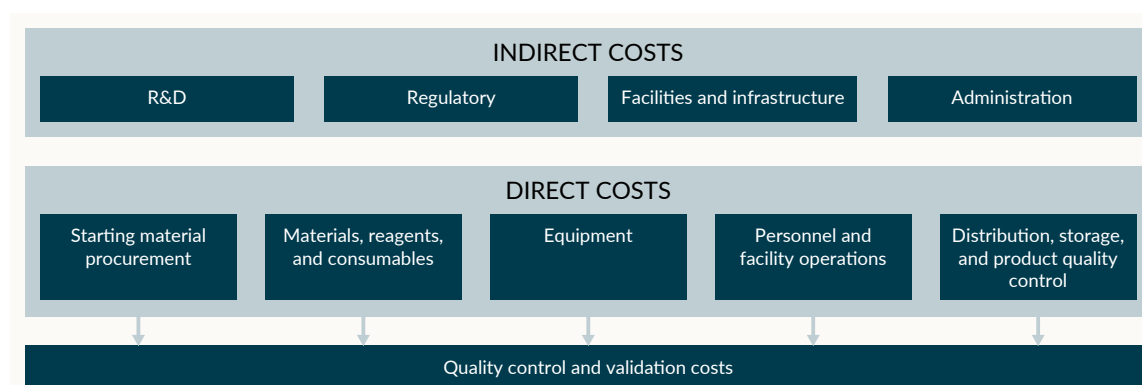 INDIRECT COSTS
R&D
Regulatory
Facilities and infrastructure
Administration
DIRECT COSTS
Starting material
procurement
Materials, reagents,
and consumables
Equipment
Personnel and
facility operations
Distribution, storage,
and product quality
control
Quality control and validation costs